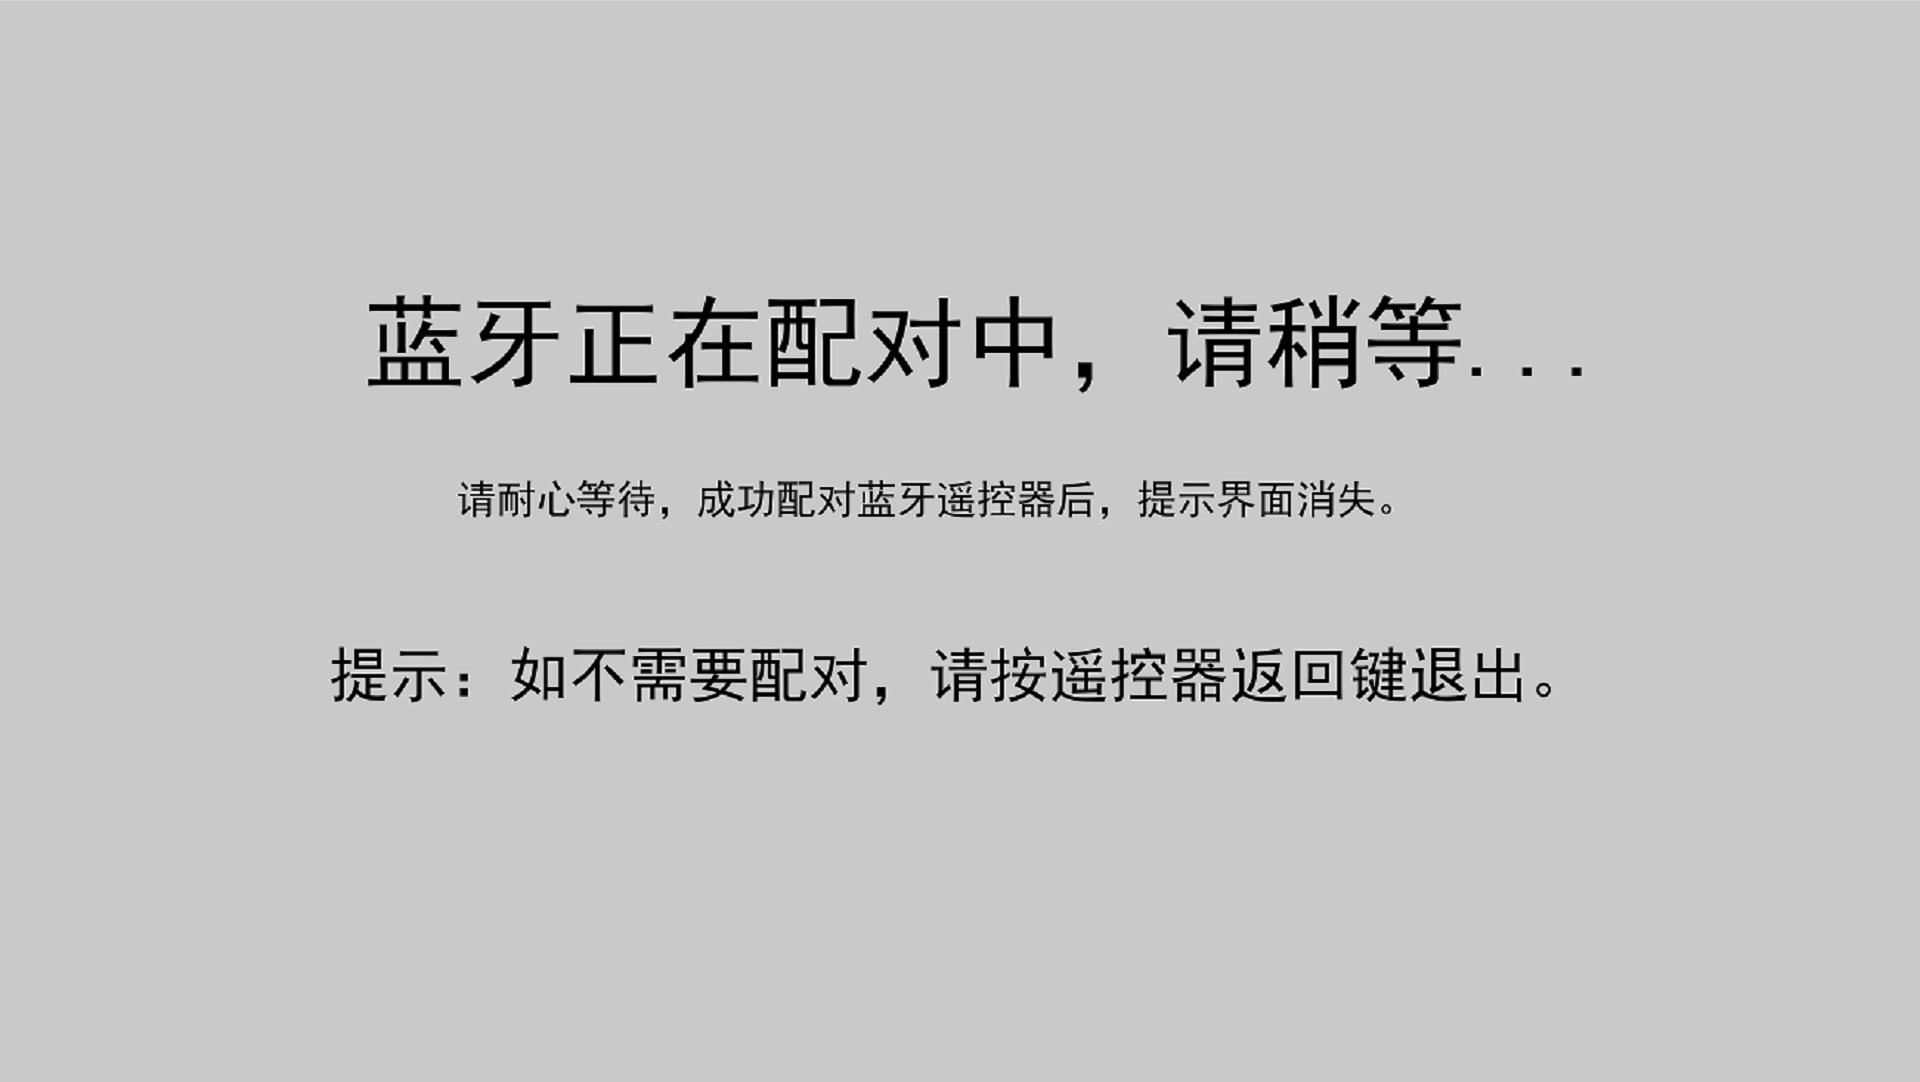 蓝牙正在配对中，请稍等...
请耐心等待，成功配对蓝牙遥控器后，提示界面消失。
提示：如不需要配对，请按遥控器返回键退出。